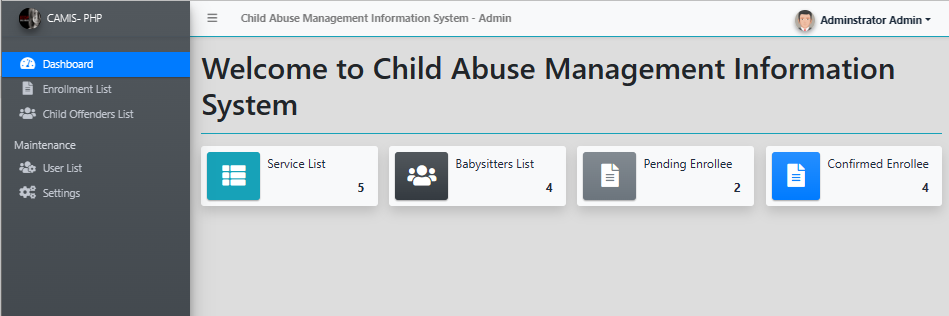 CAMIS- PHP
Child Abuse Management Information System - Admin
Adminstrator Admin
Dashboard
Enrollment List
Child Offenders List
Maintenance
User List
Settings
Welcome to Child Abuse Management Information
System
Service List
5
Babysitters List
4
Pending Enrollee
2
Confirmed Enrollee
4